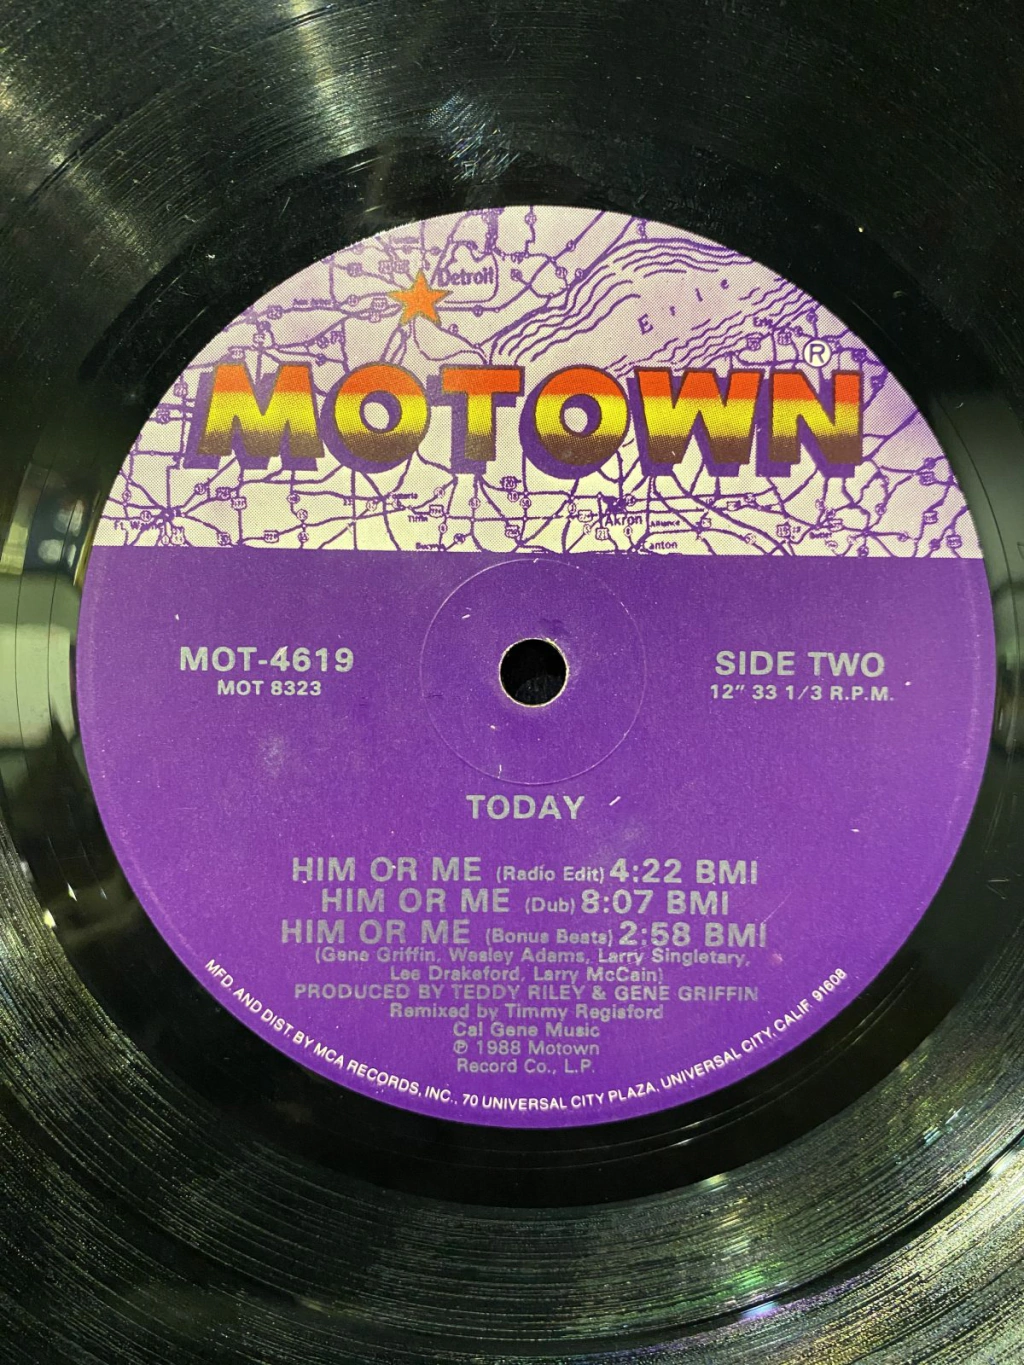 Detroit
Erie
Erie
MOTOWN®
Akron
Alliance
Canton
MOT-4619
MOT 8323
SIDE TWO
12" 33 1/3 R.P.M.
TODAY
HIM OR ME (Radio Edit) 4:22 BMI
HIM OR ME (Dub) 8:07 BMI
HIM OR ME (Bonus Beats) 2:58 BMI
(Gene Griffin, Wesley Adams, Larry Singletary,
Lee Drakeford, Larry McCain)
PRODUCED BY TEDDY RILEY & GENE GRIFFIN
Remixed by Timmy Regisford
Cal Gene Music
℗ 1988 Motown
Record Co., L.P.
MFD. AND DIST. BY MCA RECORDS, INC., 70 UNIVERSAL CITY PLAZA, UNIVERSAL CITY, CALIF. 91608